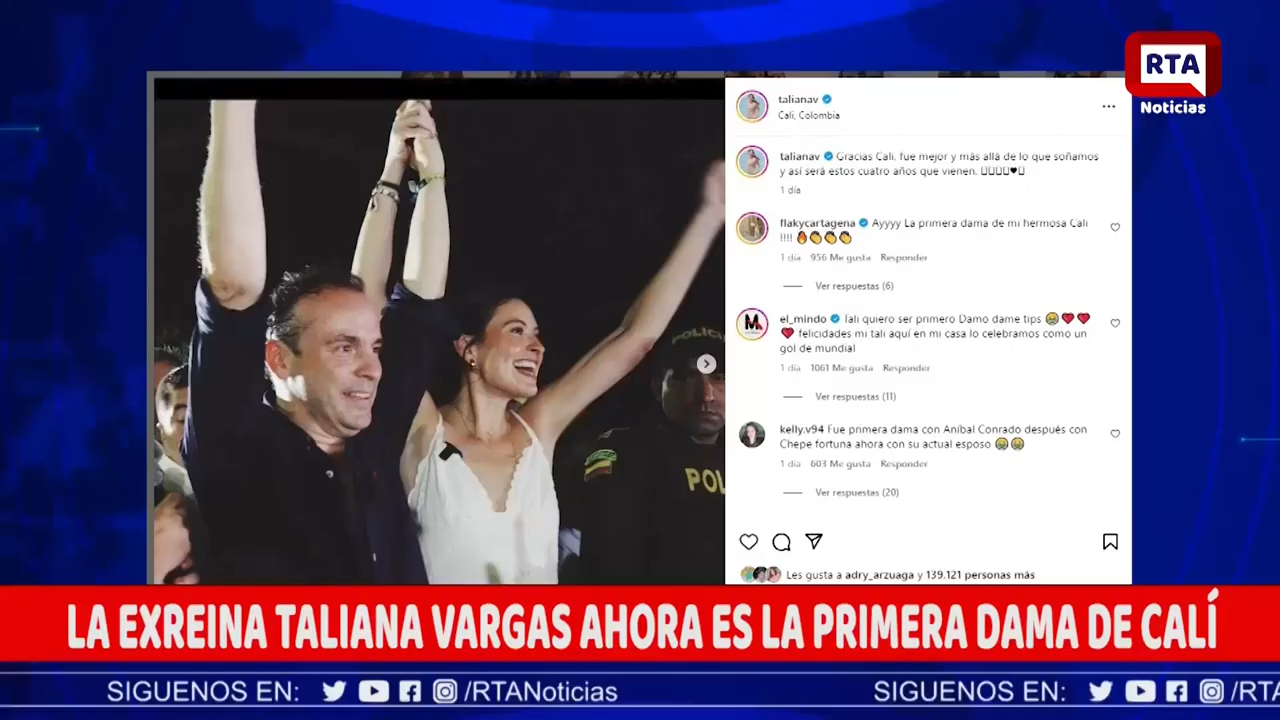 RTA
Noticias
talianav
Cali, Colombia
talianav Gracias Cali, fue mejor y más allá de lo que soñamos
y así será estos cuatro años que vienen. ▯▯▯▯♥▯
1 día
flakycartagena Ayyyy La primera dama de mi hermosa Cali
!!!! 🔥👏👏👏
1 día 956 Me gusta Responder
Ver respuestas (6)
el_mindo Tali quiero ser primero Damo dame tips 😂❤️❤️
❤️ felicidades mi tali aquí en mi casa lo celebramos como un
gol de mundial
1 día 1061 Me gusta Responder
Ver respuestas (11)
kelly.v94 Fue primera dama con Aníbal Conrado después con
Chepe fortuna ahora con su actual esposo 😂😂
1 día 603 Me gusta Responder
Ver respuestas (20)
Les gusta a adry_arzuaga y 139.121 personas más
POLICIA
POL
LA EXREINA TALIANA VARGAS AHORA ES LA PRIMERA DAMA DE CALÍ
SIGUENOS EN: /RTANoticias
SIGUENOS EN: /RTA